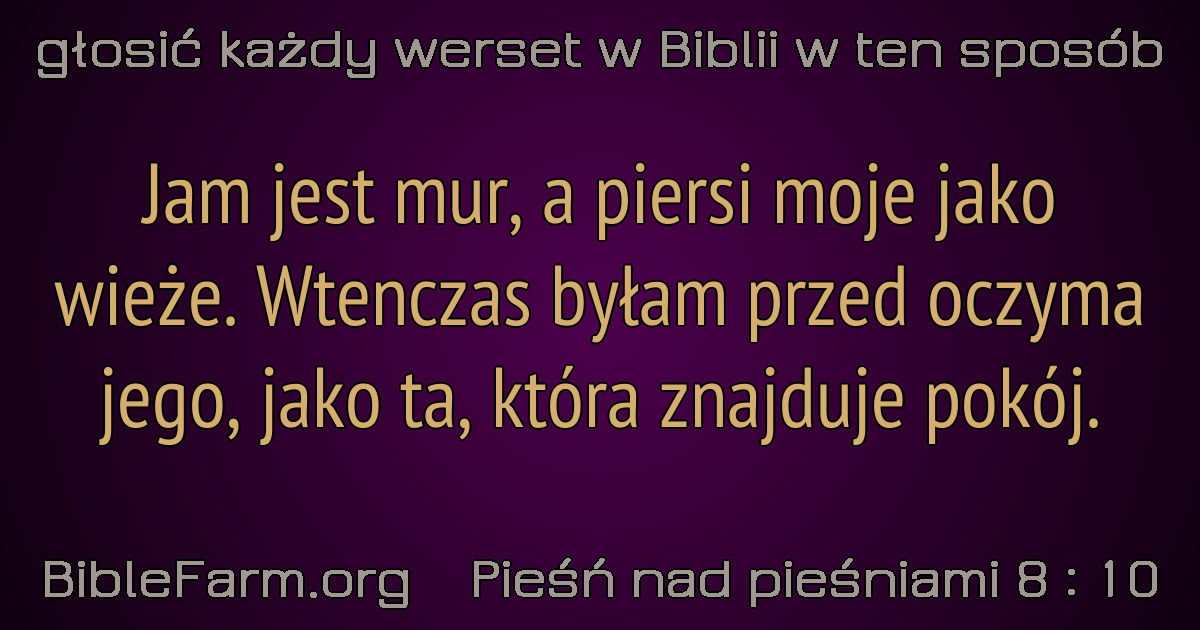 głosić każdy werset w Biblii w ten sposób
Jam jest mur, a piersi moje jako
wieże. Wtenczas byłam przed oczyma
jego, jako ta, która znajduje pokój.
BibleFarm.org Pieśń nad pieśniami 8 : 10